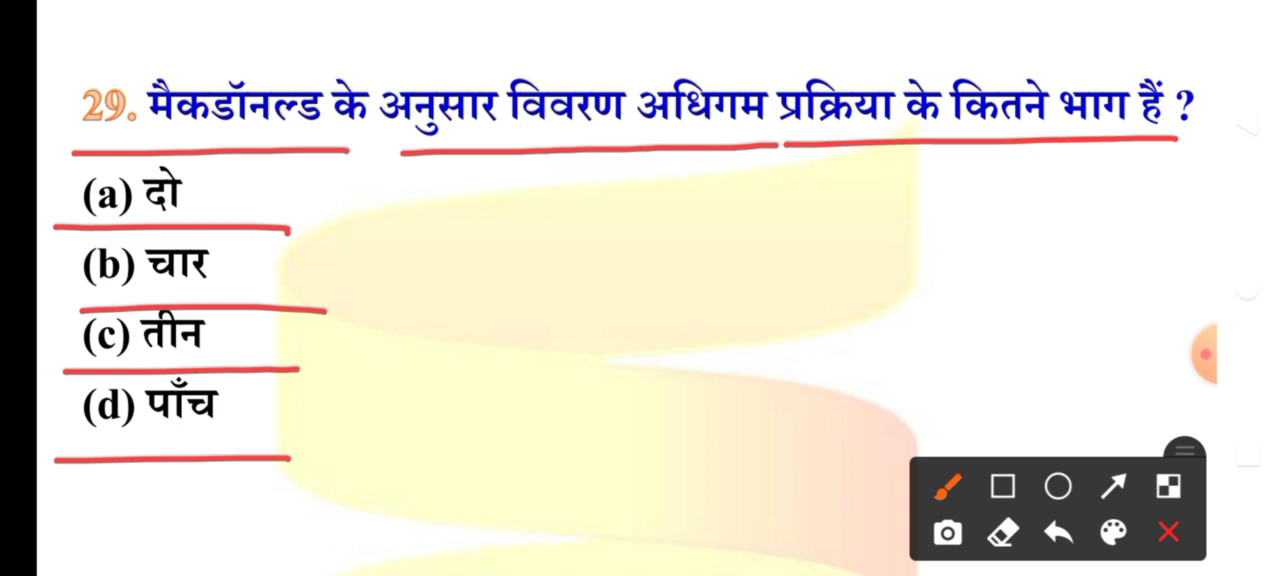 29. मैकडॉनल्ड के अनुसार विवरण अधिगम प्रक्रिया के कितने भाग हैं ?
(a) दो
(b) चार
(c) तीन
(d) पाँच